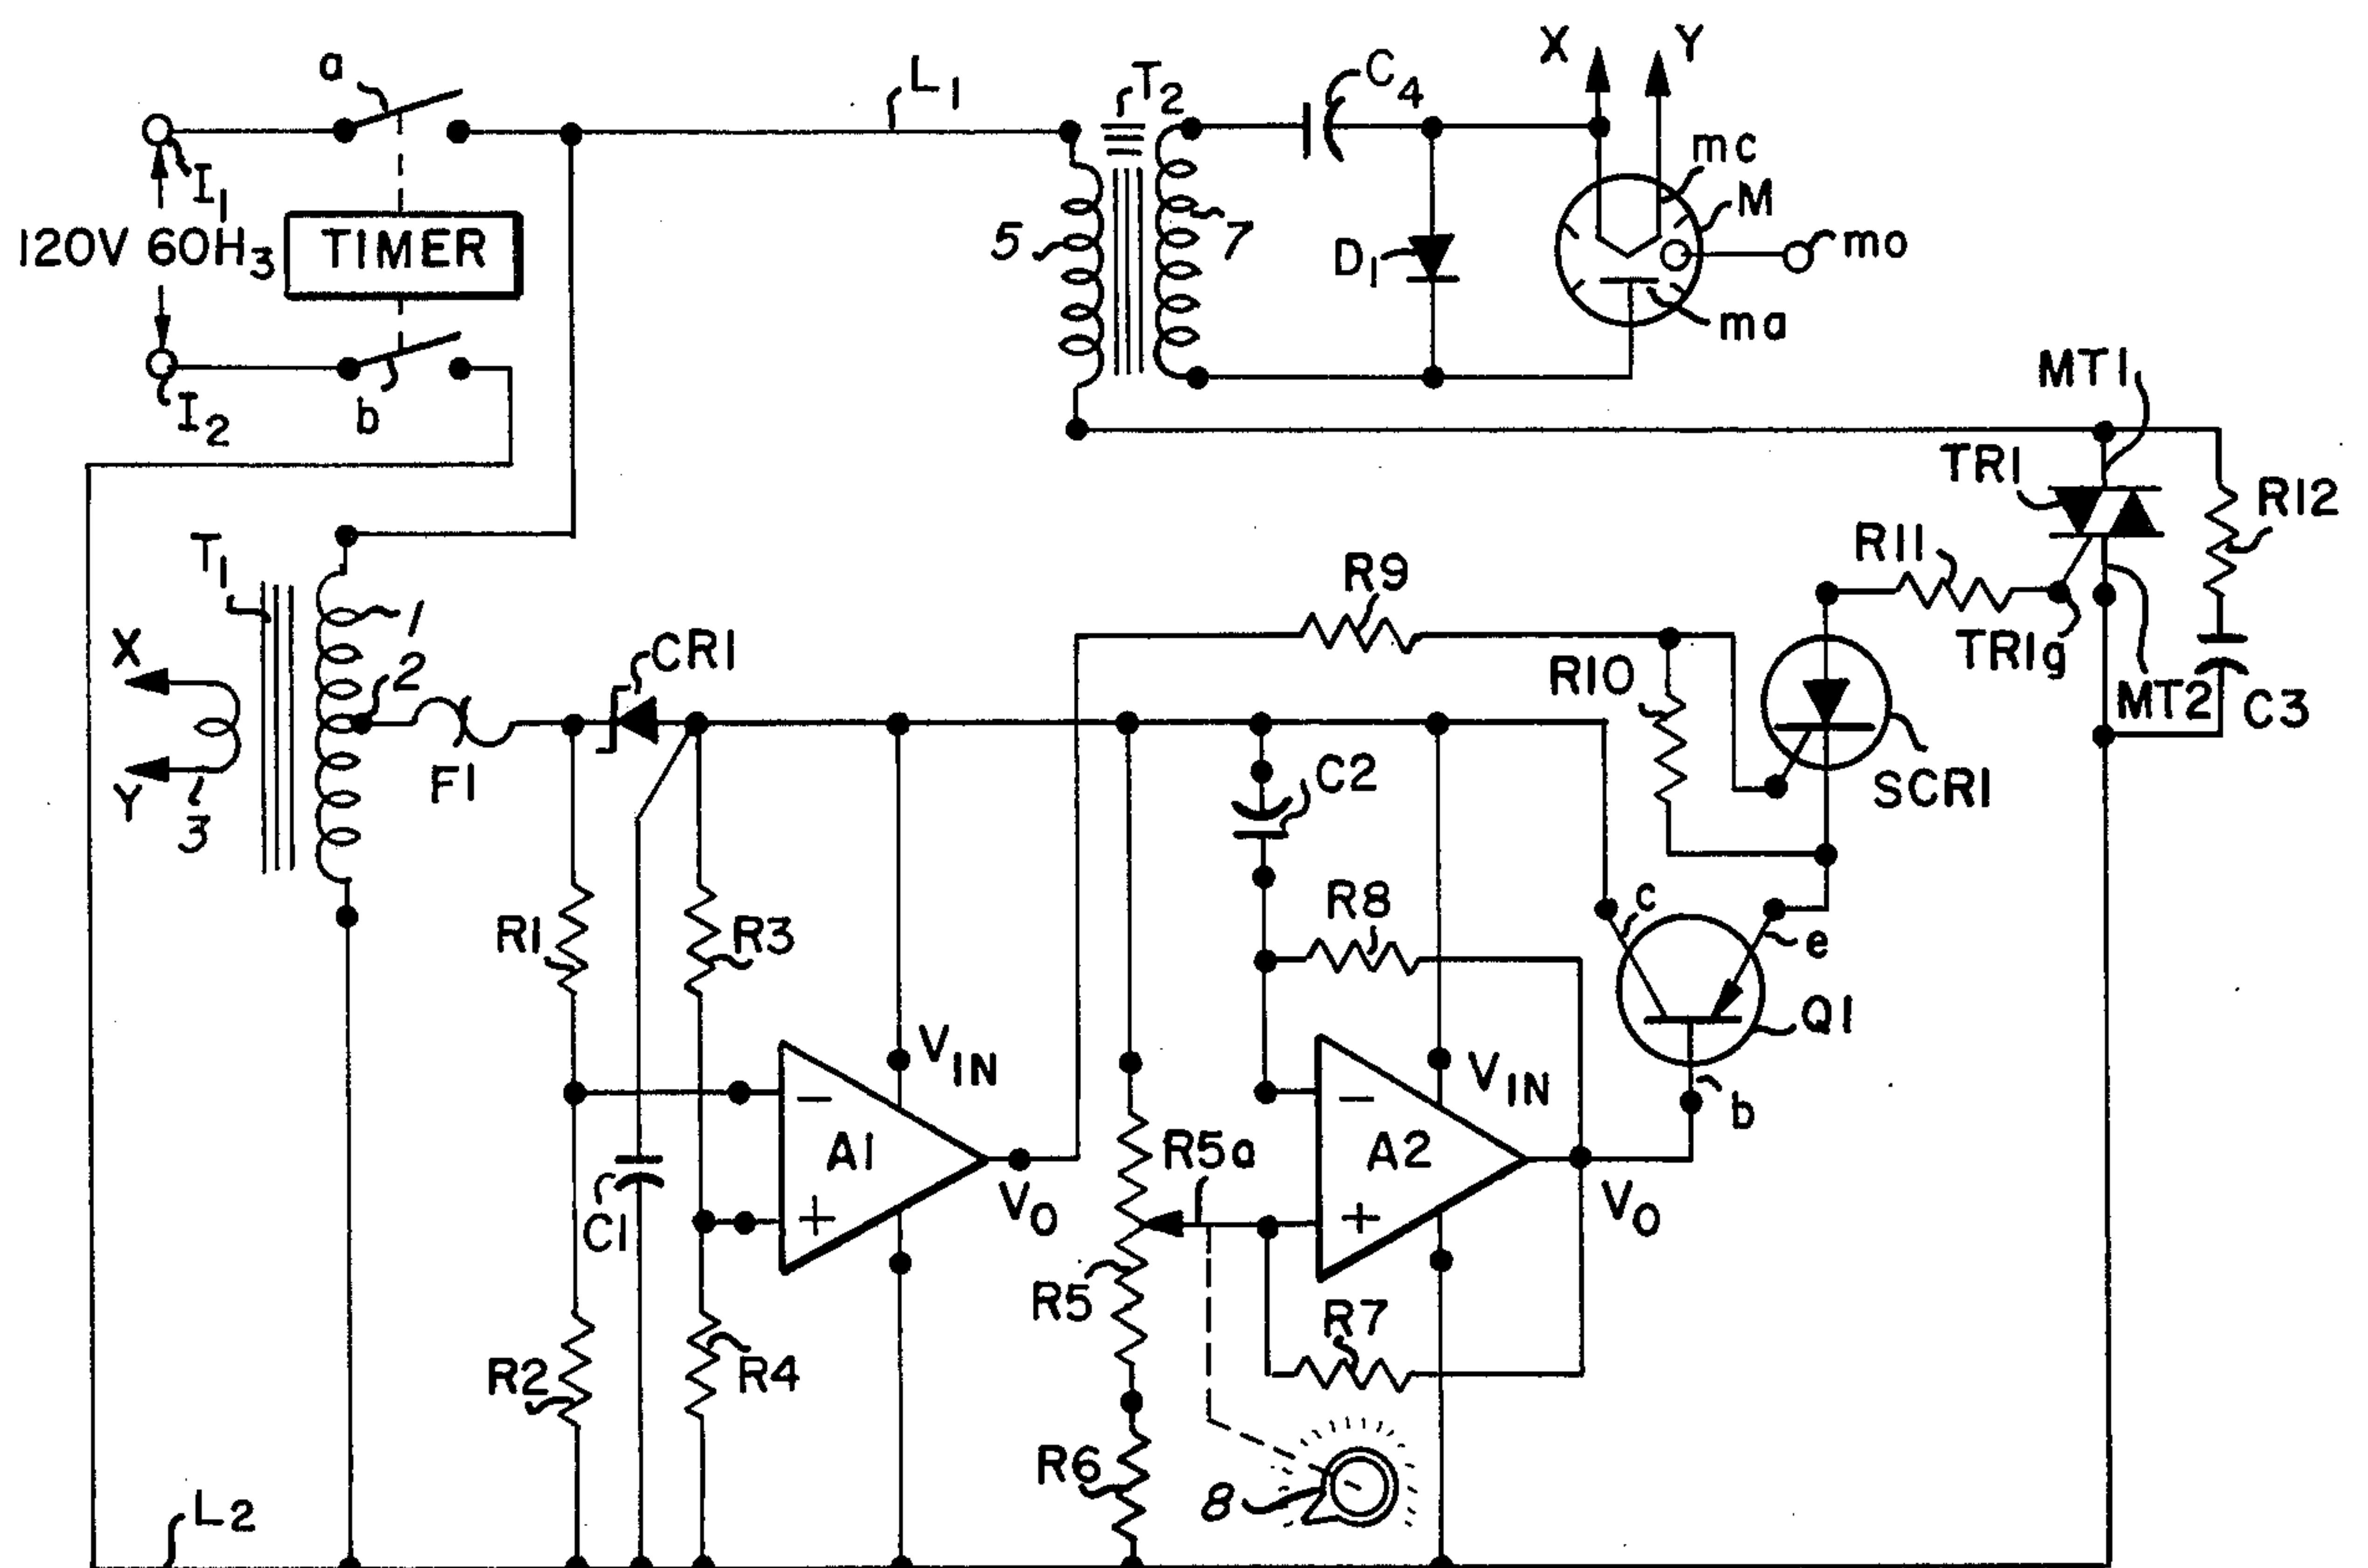 a
L1
T2
C4
X Y
I1
mc
M
120V 60H3
TIMER
5
7
D1
mo
ma
I2
b
MT1
TR1
R12
T1
1
R9
R11
X
2
CR1
R10
TR1g
MT2
C3
Y
3
F1
C2
SCR1
R1
R3
R8
c
e
VIN
VIN
Q1
b
A1
R5a
A2
C1
VO
VO
R5
R7
R2
R4
R6
8
L2
- + - +